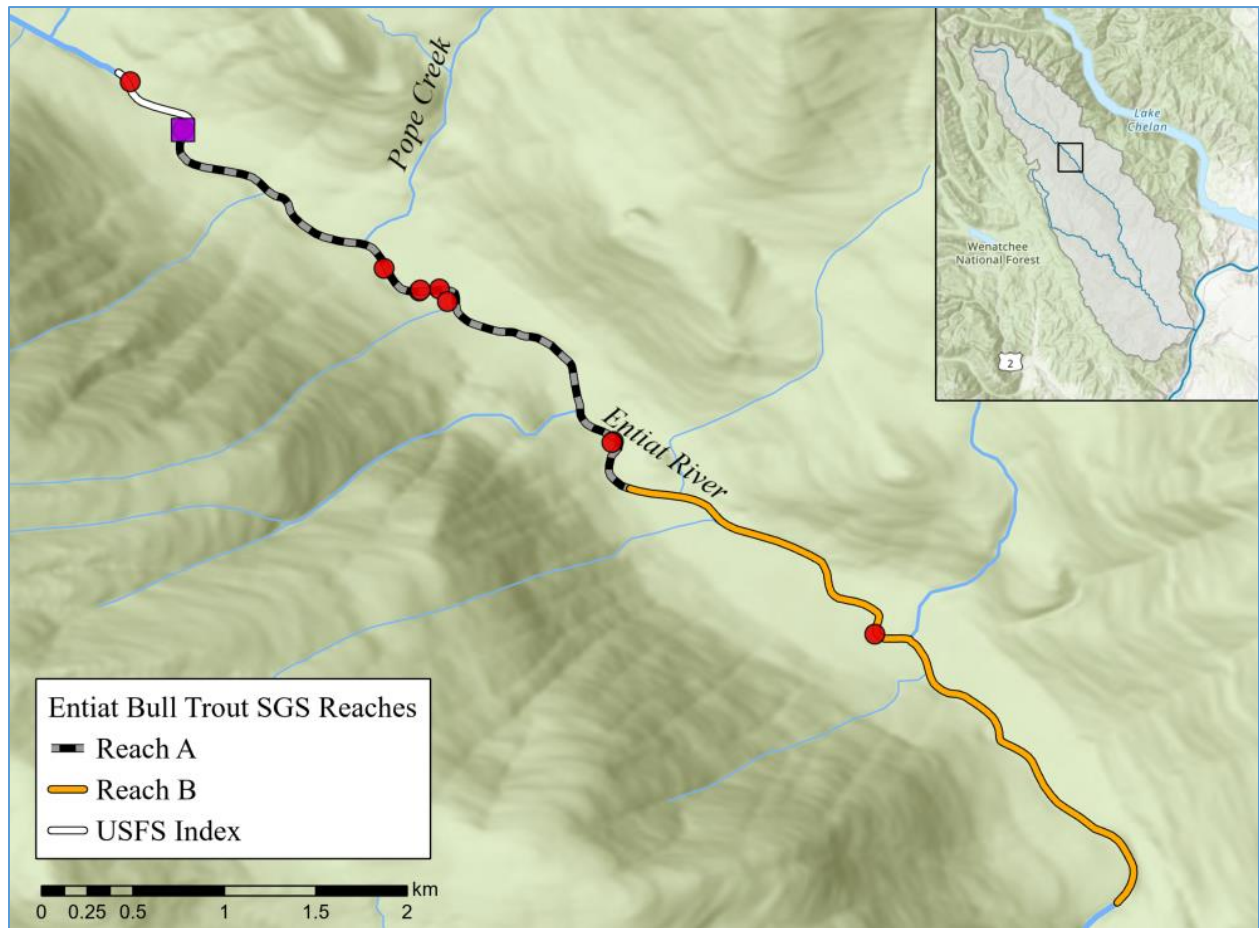 Pope Creek
Lake
Chelan
Wenatchee
National Forest
2
Entiat River
Entiat Bull Trout SGS Reaches
Reach A
Reach B
USFS Index
km
0 0.25 0.5 1 1.5 2